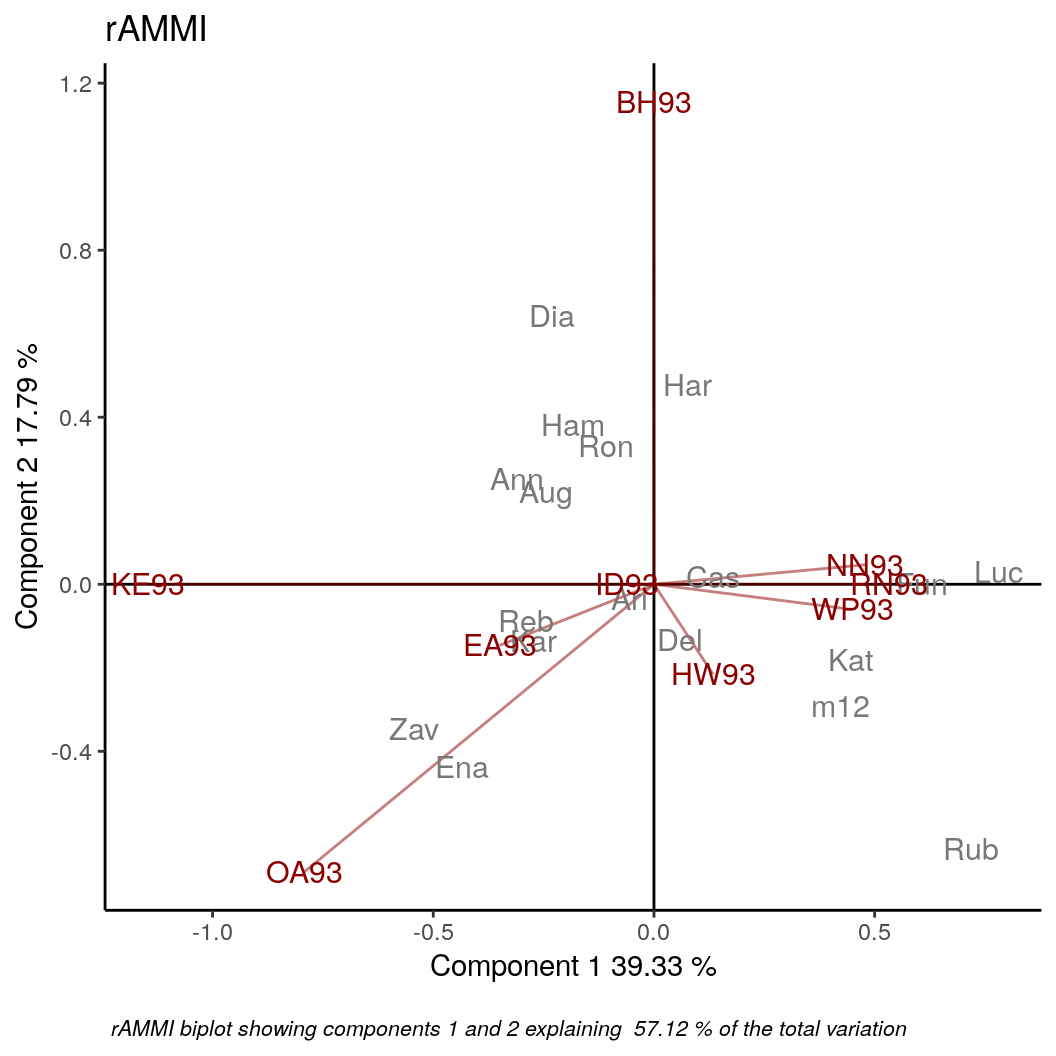 rAMMI
1.2
BH93
0.8
Dia
Har
0.4
Ham
Ron
Ann
Aug
Component 2 17.79 %
0.0
KE93
ID93
Cas
NN93
RN93
Fun
Luc
Ari
WP93
Reb
EA93
Kar
Del
HW93
Kat
m12
Zav
-0.4
Ena
Rub
OA93
-1.0
-0.5
0.0
0.5
Component 1 39.33 %
rAMMI biplot showing components 1 and 2 explaining 57.12 % of the total variation